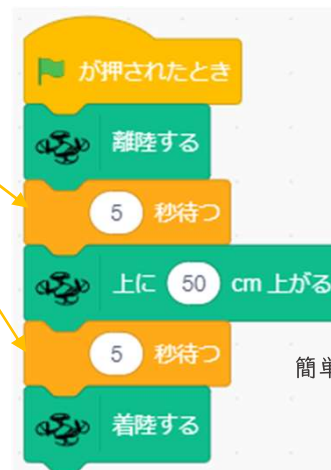 が押されたとき
離陸する
5 秒待つ
上に 50 cm 上がる
5 秒待つ
簡単
着陸する